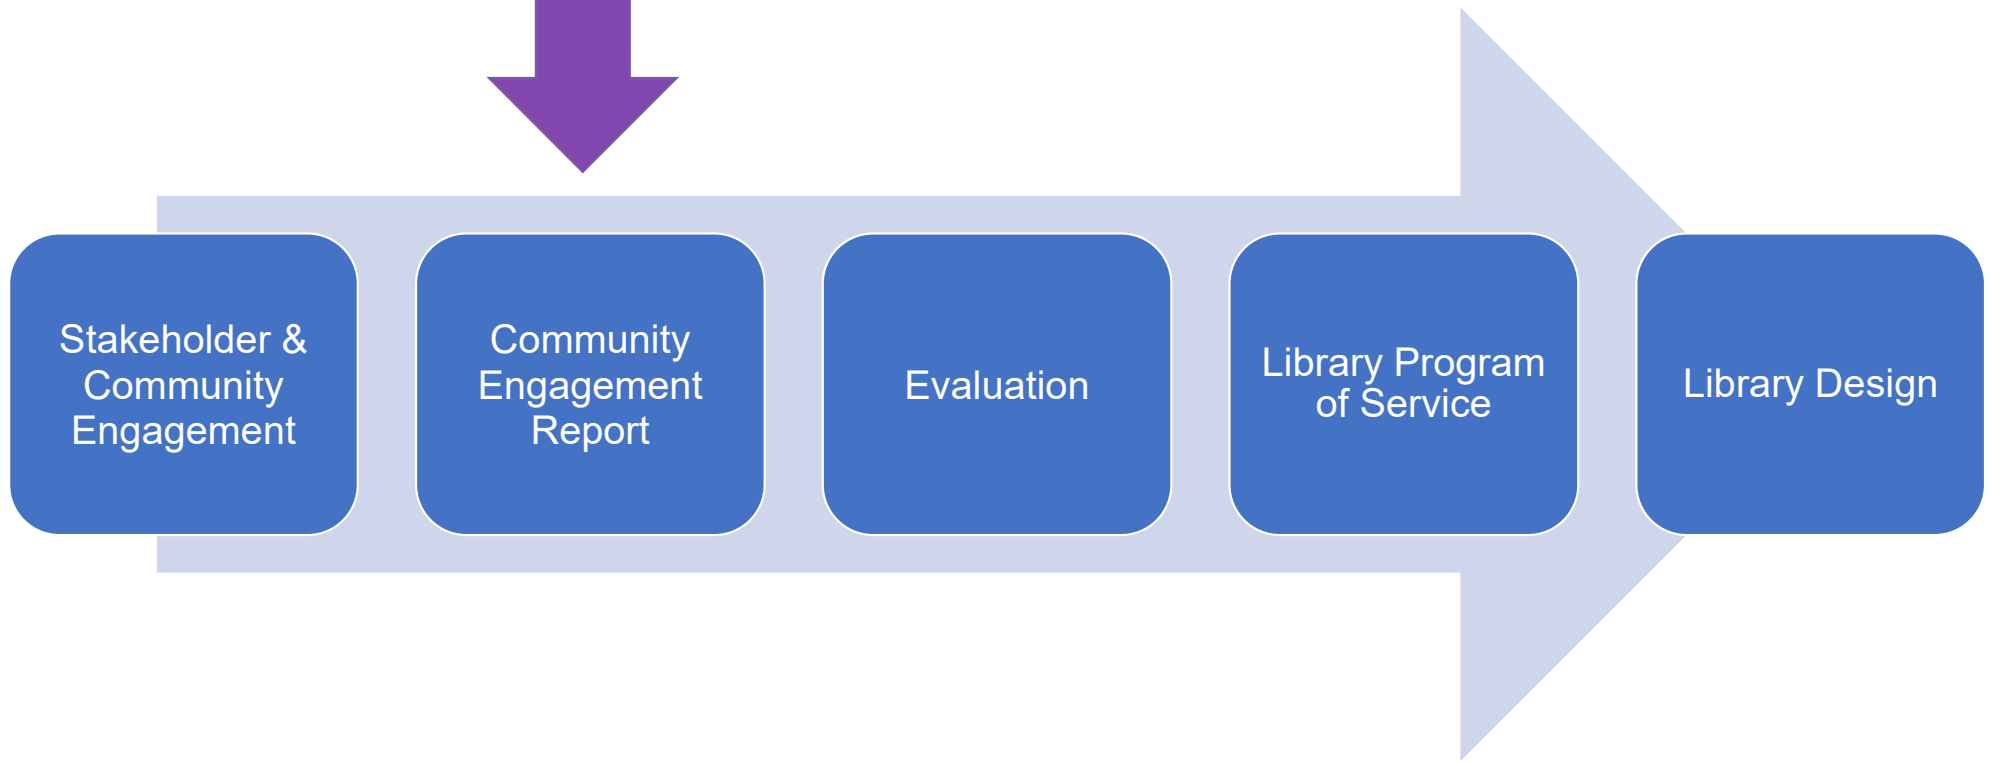 Stakeholder &
Community
Engagement
Community
Engagement
Report
Evaluation
Library Program
of Service
Library Design